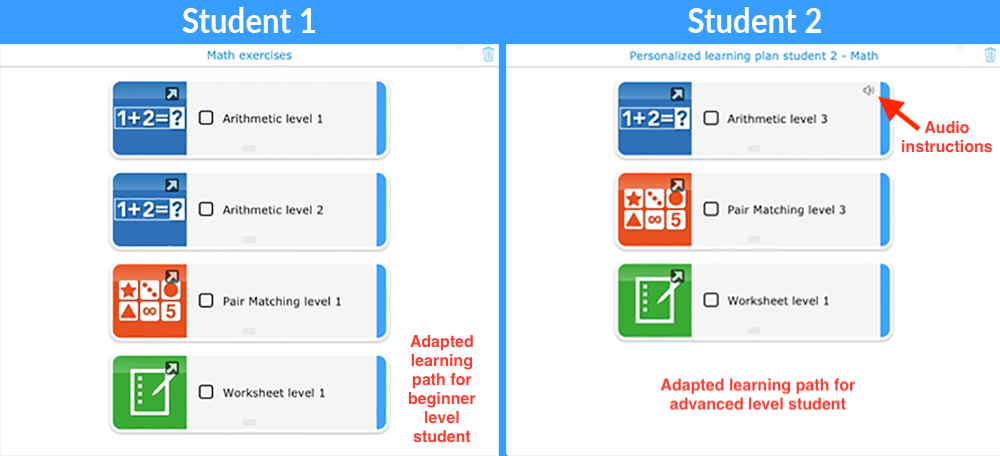 Student 1
Math exercises
1+2=?
Arithmetic level 1
1+2=?
Arithmetic level 2
5
Pair Matching level 1
Worksheet level 1
Adapted
learning
path for
beginner
level
student
Student 2
Personalized learning plan student 2 - Math
1+2=?
Arithmetic level 3
Audio
instructions
∞ 5
Pair Matching level 3
Worksheet level 1
Adapted learning path for
advanced level student